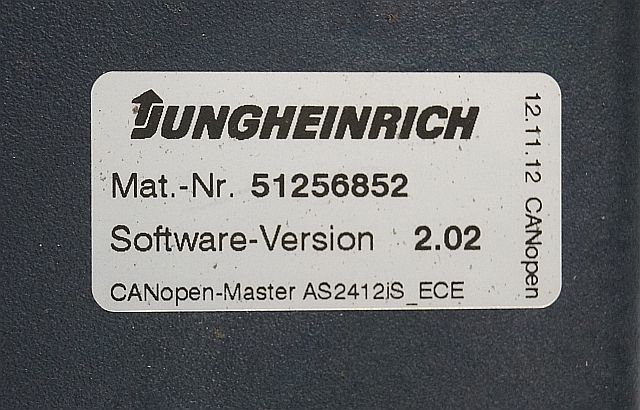 JUNGHEINRICH
Mat.-Nr. 51256852
Software-Version 2.02
CANopen-Master AS2412iS_ECE
12.11.12 CANopen